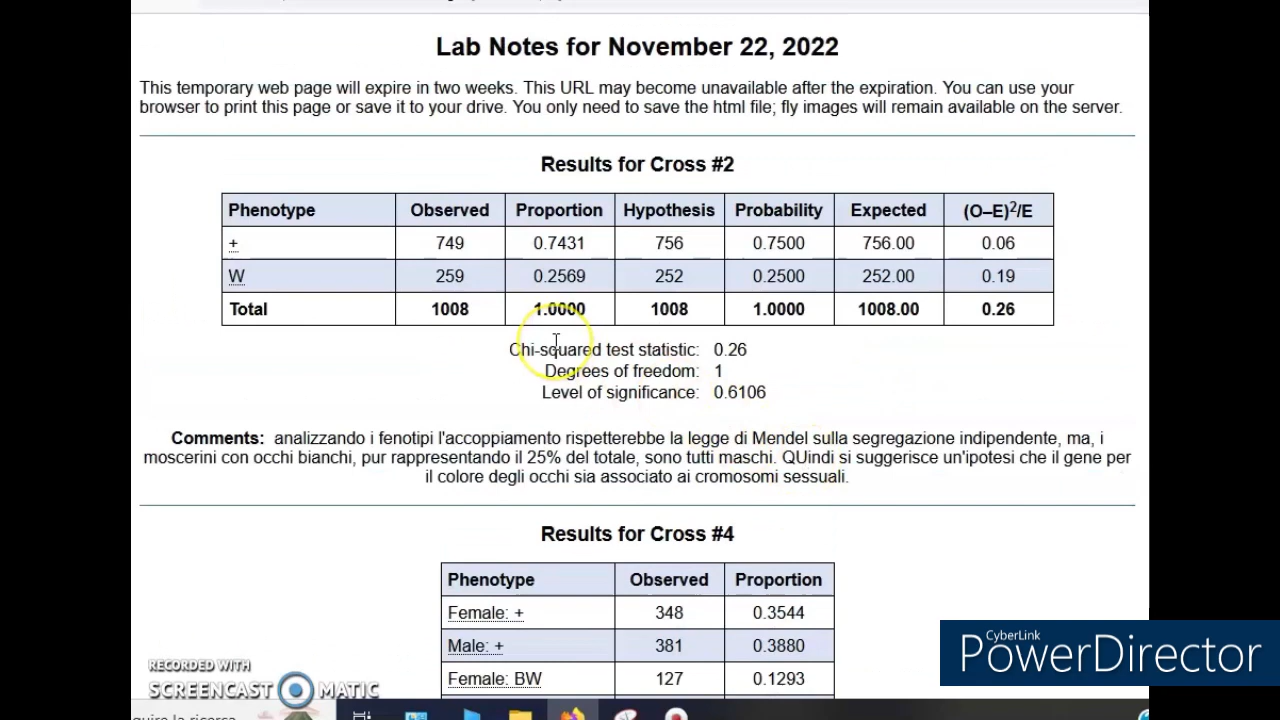 Lab Notes for November 22, 2022
This temporary web page will expire in two weeks. This URL may become unavailable after the expiration. You can use your
browser to print this page or save it to your drive. You only need to save the html file; fly images will remain available on the server.
Results for Cross #2
Phenotype Observed Proportion Hypothesis Probability Expected (O–E)²/E
+ 749 0.7431 756 0.7500 756.00 0.06
W 259 0.2569 252 0.2500 252.00 0.19
Total 1008 1.0000 1008 1.0000 1008.00 0.26
Chi-squared test statistic: 0.26
Degrees of freedom: 1
Level of significance: 0.6106
Comments: analizzando i fenotipi l'accoppiamento rispetterebbe la legge di Mendel sulla segregazione indipendente, ma, i
moscerini con occhi bianchi, pur rappresentando il 25% del totale, sono tutti maschi. QUindi si suggerisce un'ipotesi che il gene per
il colore degli occhi sia associato ai cromosomi sessuali.
Results for Cross #4
Phenotype Observed Proportion
Female: + 348 0.3544
Male: + 381 0.3880
Female: BW 127 0.1293
CyberLink
PowerDirector
RECORDED WITH
SCREENCAST MATIC
la ricerca